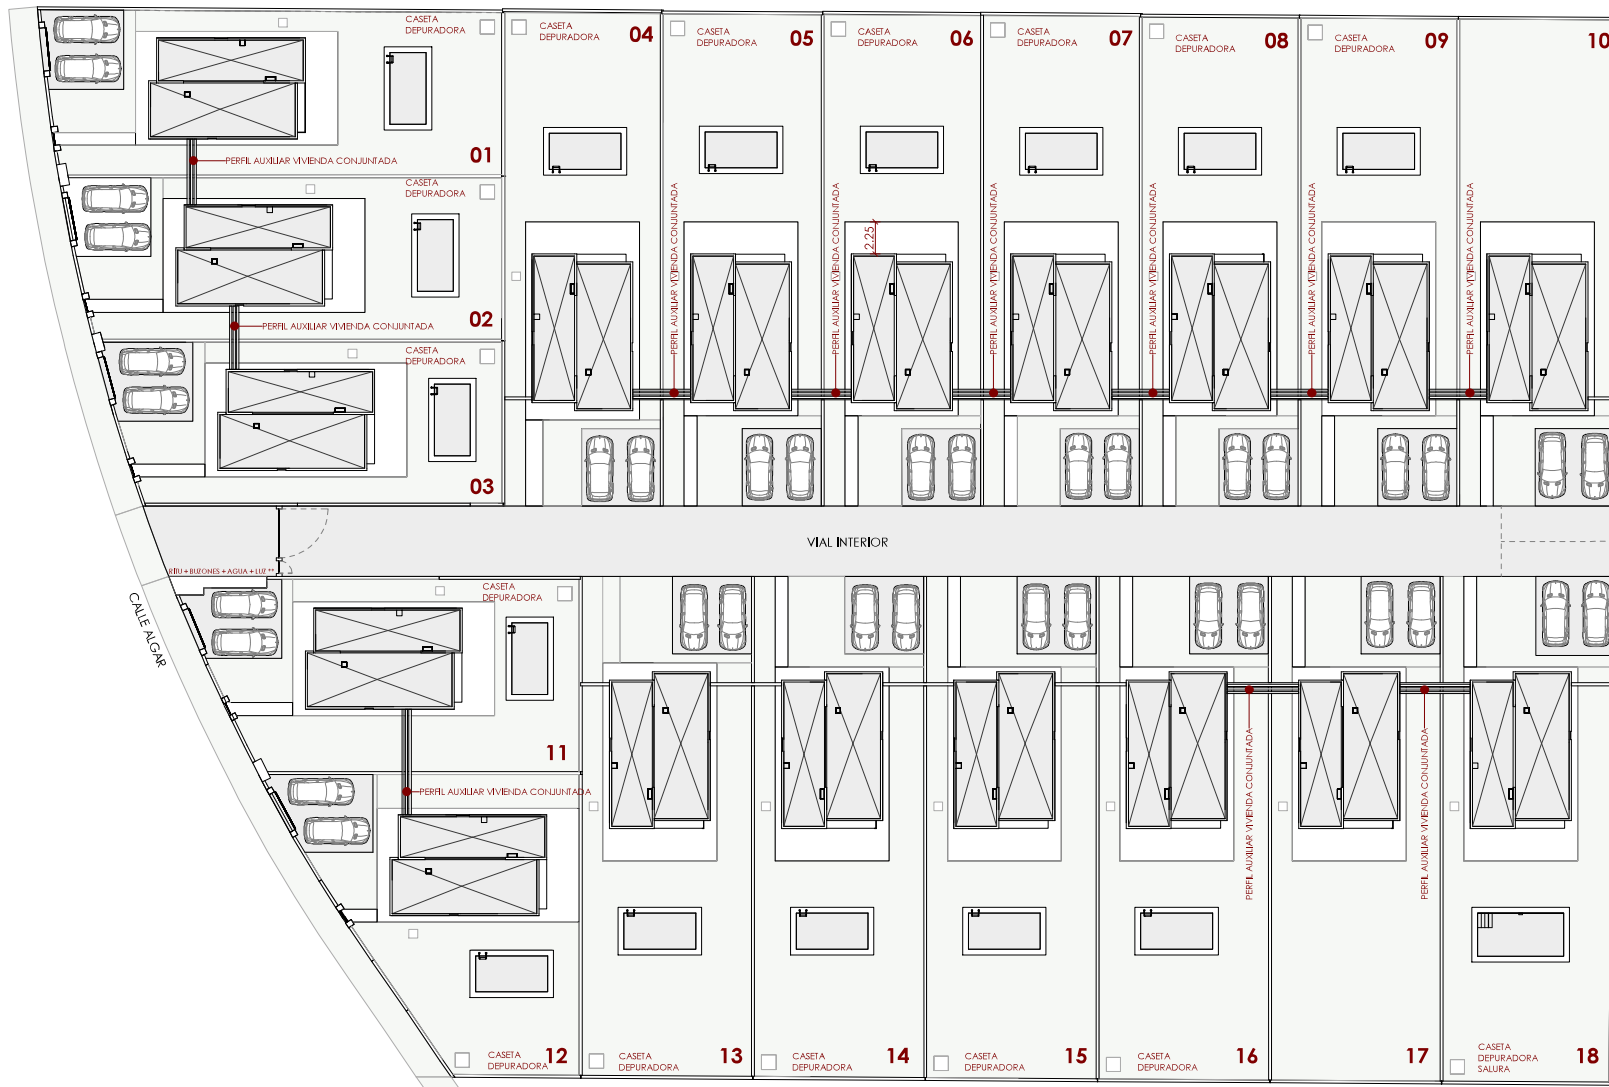 CASETA
DEPURADORA
CASETA
DEPURADORA
04
CASETA
DEPURADORA
05
CASETA
DEPURADORA
06
CASETA
DEPURADORA
07
CASETA
DEPURADORA
08
CASETA
DEPURADORA
09
10
PERFIL AUXILIAR VIVIENDA CONJUNTADA
01
CASETA
DEPURADORA
PERFIL AUXILIAR VIVIENDA CONJUNTADA
02
CASETA
DEPURADORA
03
PERFIL AUXILIAR VIVIENDA CONJUNTADA
PERFIL AUXILIAR VIVIENDA CONJUNTADA
2.25
PERFIL AUXILIAR VIVIENDA CONJUNTADA
PERFIL AUXILIAR VIVIENDA CONJUNTADA
PERFIL AUXILIAR VIVIENDA CONJUNTADA
PERFIL AUXILIAR VIVIENDA CONJUNTADA
VIAL INTERIOR
RITU + BUZONES + AGUA + LUZ **
CALLE ALGAR
CASETA
DEPURADORA
11
PERFIL AUXILIAR VIVIENDA CONJUNTADA
PERFIL AUXILIAR VIVIENDA CONJUNTADA
PERFIL AUXILIAR VIVIENDA CONJUNTADA
CASETA
DEPURADORA
12
CASETA
DEPURADORA
13
CASETA
DEPURADORA
14
CASETA
DEPURADORA
15
CASETA
DEPURADORA
16
17
CASETA
DEPURADORA
SALURA
18